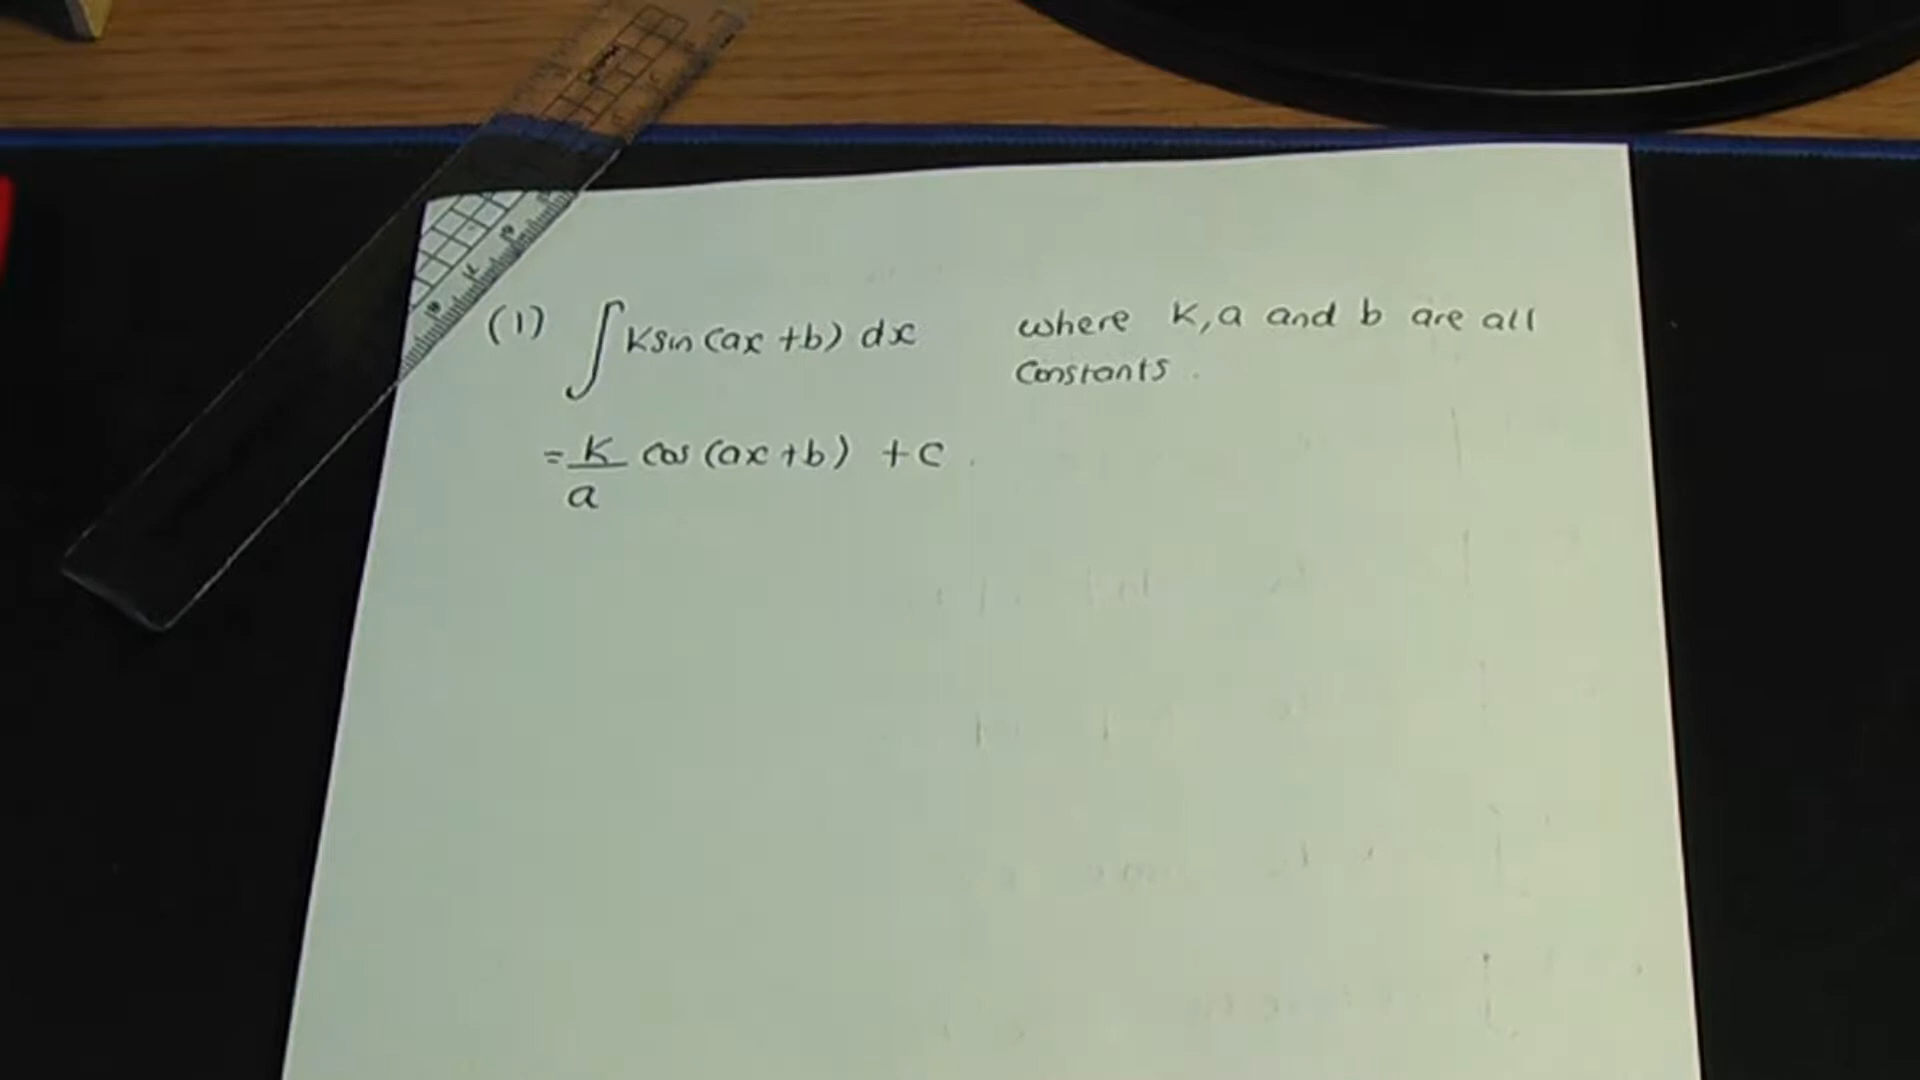 (1) ∫ksin(ax+b) dx where k, a and b are all
constants.
= k/a cos(ax+b) +c.